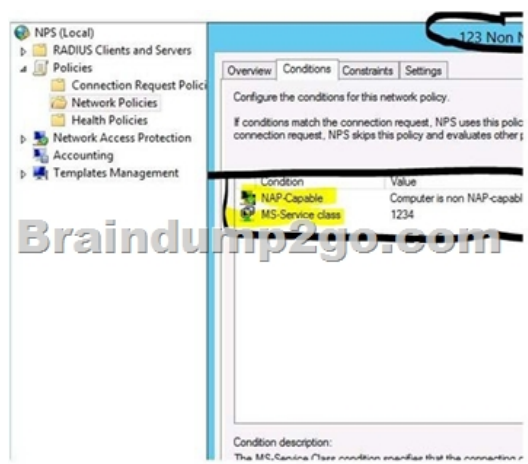 NPS (Local)
RADIUS Clients and Servers
Policies
Connection Request Polici
Network Policies
Health Policies
Network Access Protection
Accounting
Templates Management
123 Non N
Overview Conditions Constraints Settings
Configure the conditions for this network policy.
If conditions match the connection request, NPS uses this polic
connection request, NPS skips this policy and evaluates other p
Condition Value
NAP-Capable Computer is non NAP-capabl
MS-Service class 1234
Braindump2go.com
Condition description:
The MS-Service Class condition specifies that the connecting c